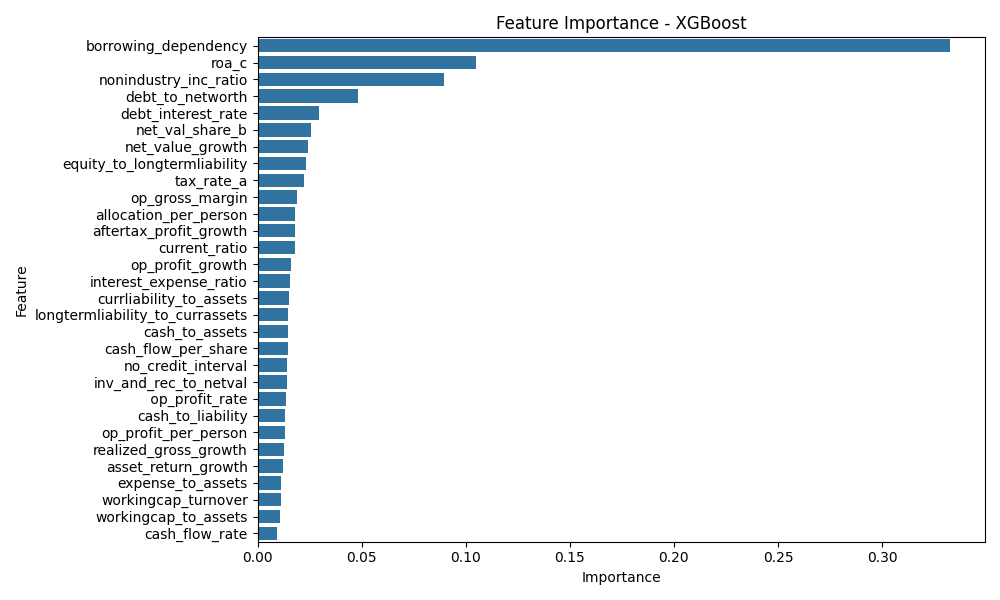 Feature Importance - XGBoost
borrowing_dependency
roa_c
nonindustry_inc_ratio
debt_to_networth
debt_interest_rate
net_val_share_b
net_value_growth
equity_to_longtermliability
tax_rate_a
op_gross_margin
allocation_per_person
aftertax_profit_growth
current_ratio
op_profit_growth
interest_expense_ratio
currliability_to_assets
longtermliability_to_currassets
cash_to_assets
cash_flow_per_share
no_credit_interval
inv_and_rec_to_netval
op_profit_rate
cash_to_liability
op_profit_per_person
realized_gross_growth
asset_return_growth
expense_to_assets
workingcap_turnover
workingcap_to_assets
cash_flow_rate
Feature
0.00 0.05 0.10 0.15 0.20 0.25 0.30
Importance